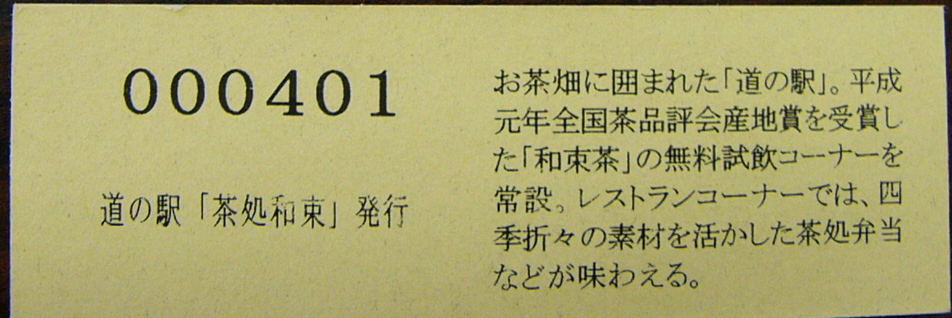 000401
道の駅「茶処和束」発行
お茶畑に囲まれた「道の駅」。平成
元年全国茶品評会産地賞を受賞し
た「和束茶」の無料試飲コーナーを
常設。レストランコーナーでは、四
季折々の素材を活かした茶処弁当
などが味わえる。